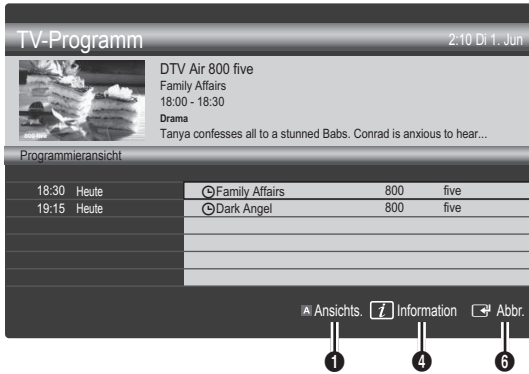 TV-Programm 2:10 Di 1. Jun
DTV Air 800 five
Family Affairs
18:00 - 18:30
Drama
Tanya confesses all to a stunned Babs. Conrad is anxious to hear...
Programmieransicht
18:30 Heute Family Affairs 800 five
19:15 Heute Dark Angel 800 five
A Ansichts. i Information Abbr.
1 4 6